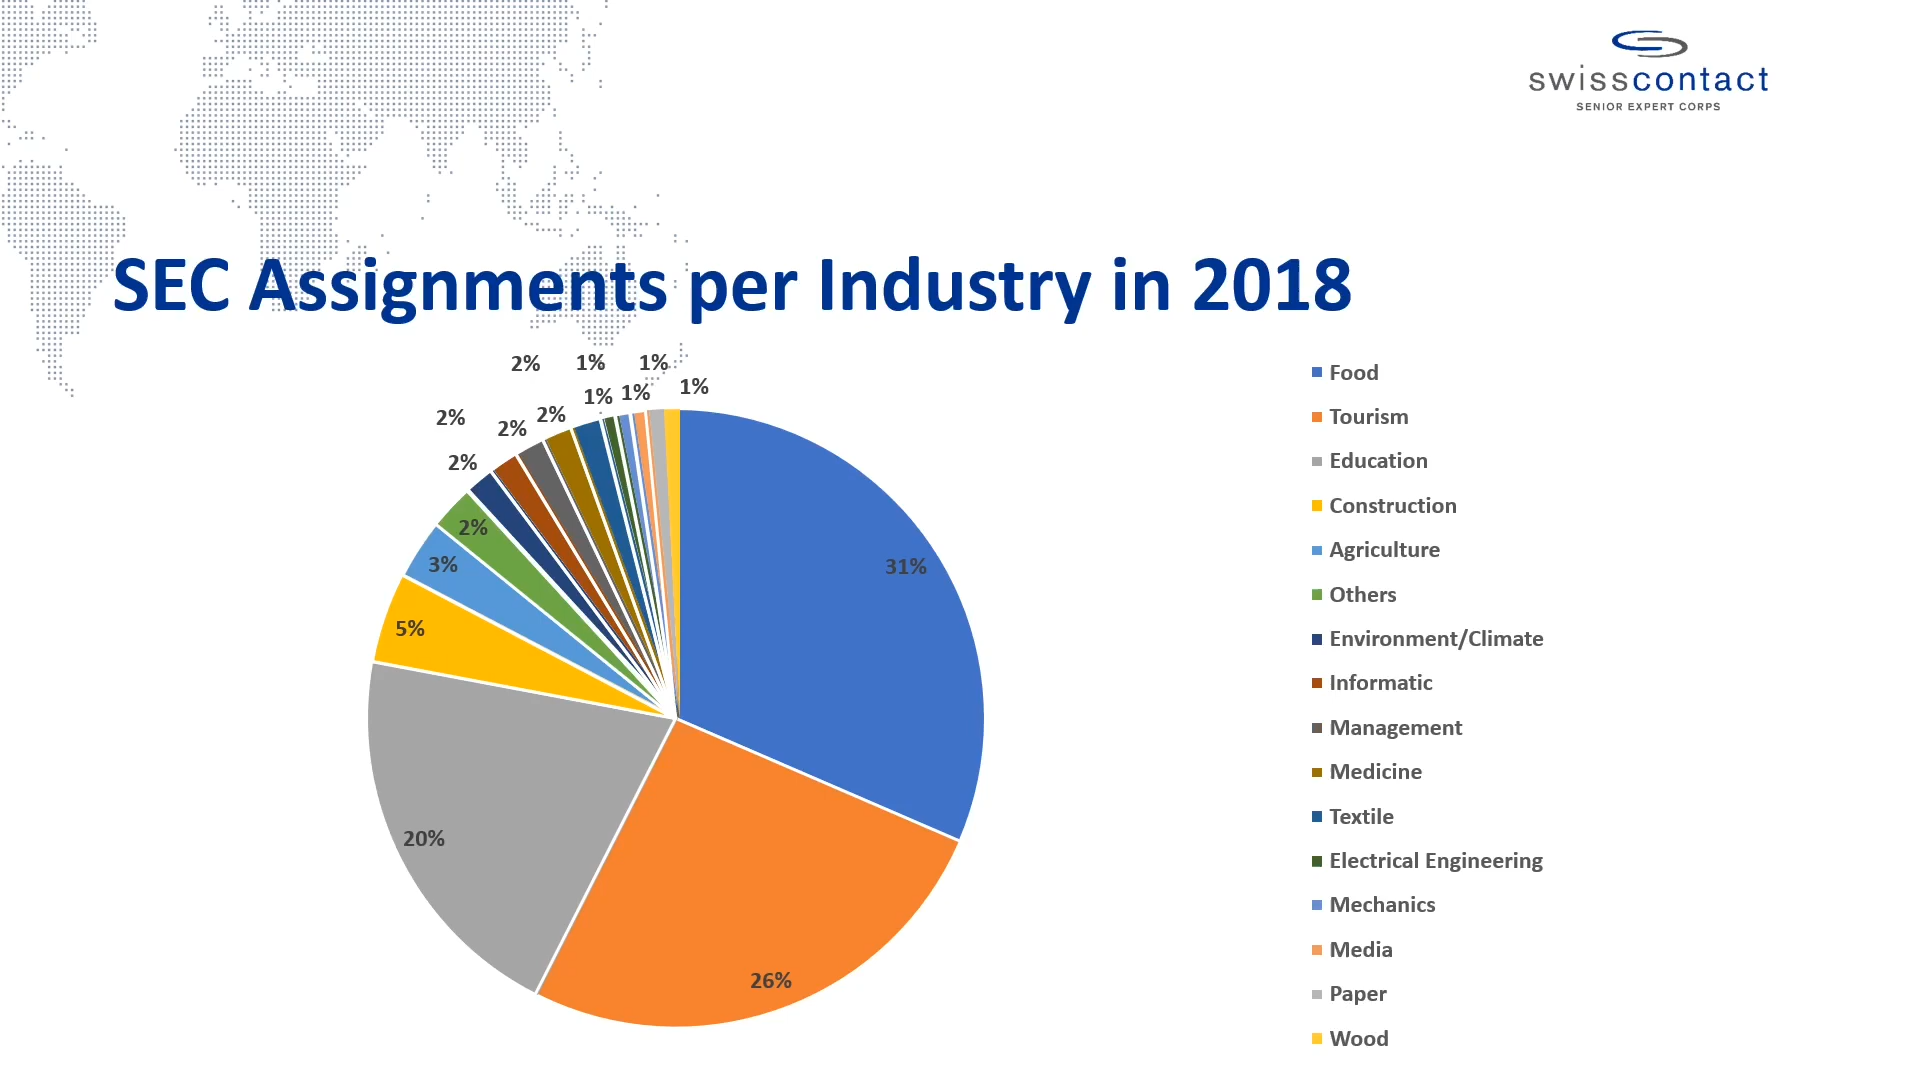 swisscontact
SENIOR EXPERT CORPS
SEC Assignments per Industry in 2018
2%
1%
1%
1%
1%
1%
2%
2%
2%
2%
2%
2%
3%
5%
20%
26%
31%
Food
Tourism
Education
Construction
Agriculture
Others
Environment/Climate
Informatic
Management
Medicine
Textile
Electrical Engineering
Mechanics
Media
Paper
Wood